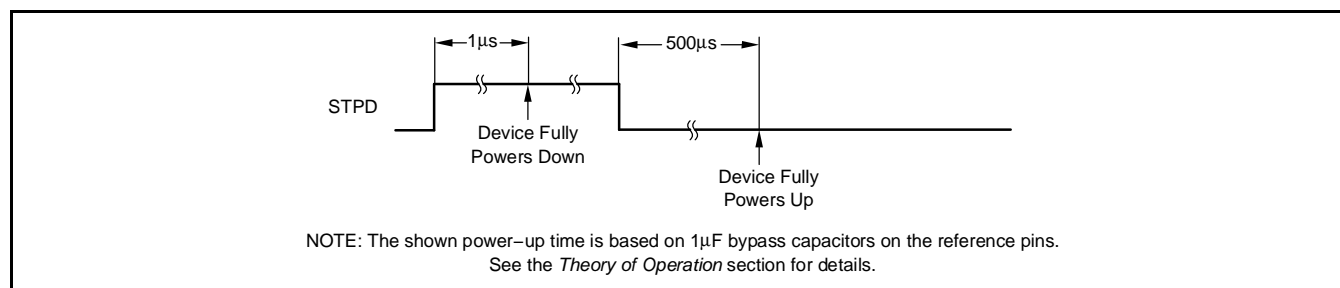 1μs
500μs
STPD
Device Fully
Powers Down
Device Fully
Powers Up
NOTE: The shown power−up time is based on 1μF bypass capacitors on the reference pins.
See the Theory of Operation section for details.